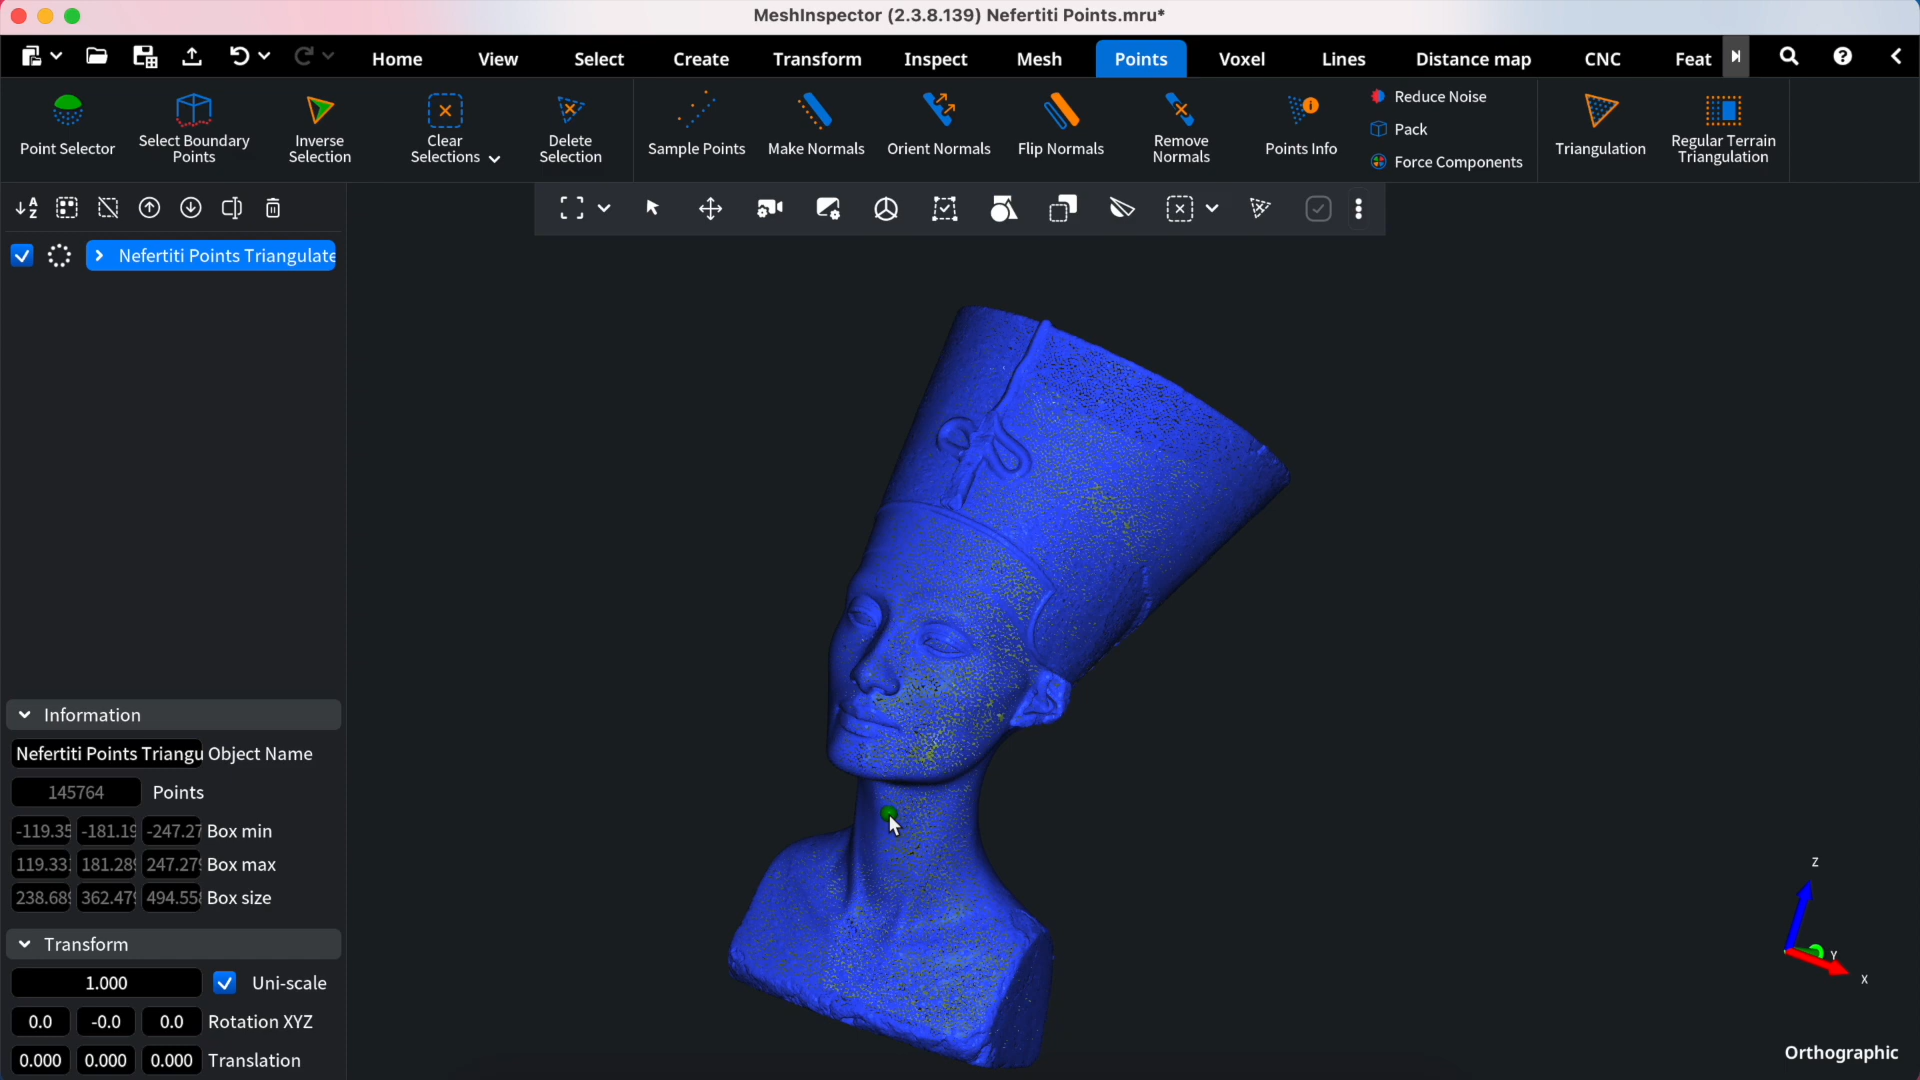 MeshInspector (2.3.8.139) Nefertiti Points.mru*
Home View Select Create Transform Inspect Mesh Points Voxel Lines Distance map CNC Feat
Point Selector
Select Boundary
Points
Inverse
Selection
Clear
Selections
Delete
Selection
Sample Points
Make Normals
Orient Normals
Flip Normals
Remove
Normals
Points Info
Reduce Noise
Pack
Force Components
Triangulation
Regular Terrain
Triangulation
Nefertiti Points Triangulate
Information
Nefertiti Points Triangu Object Name
145764 Points
-119.35 -181.19 -247.27 Box min
119.33 181.28 247.27 Box max
238.68 362.47 494.55 Box size
Transform
1.000 Uni-scale
0.0 -0.0 0.0 Rotation XYZ
0.000 0.000 0.000 Translation
Z
Y
X
Orthographic